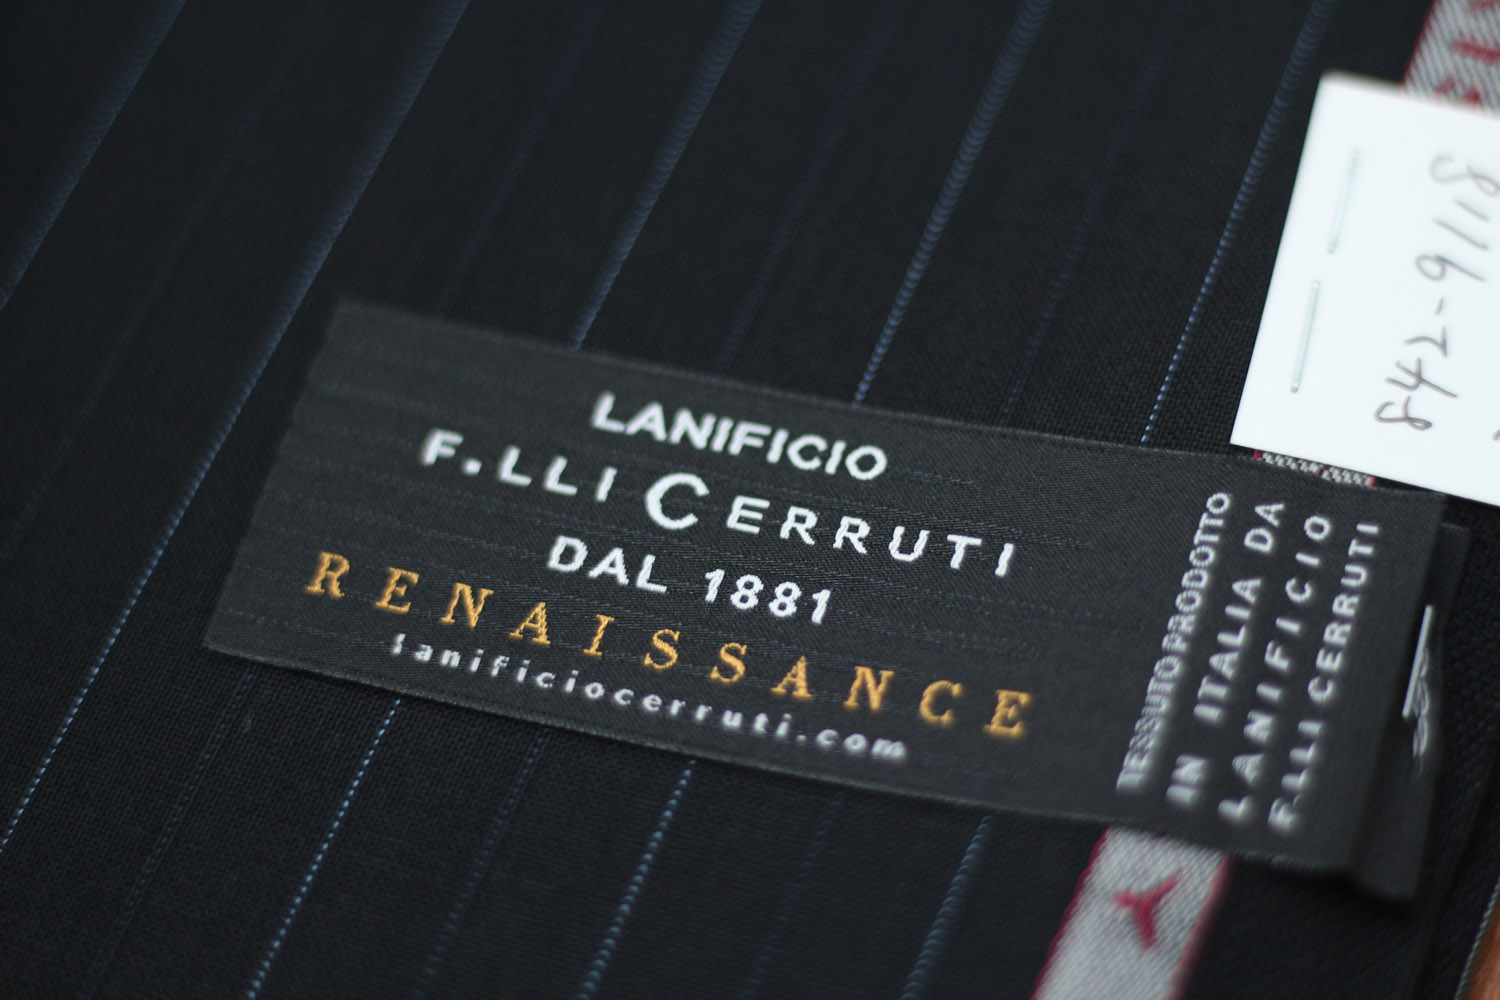 LANIFICIO
F.LLI CERRUTI
DAL 1881
RENAISSANCE
lanificiocerruti.com
TESSUTO PRODOTTO
IN ITALIA DA
LANIFICIO
F.LLI CERRUTI
842-9118